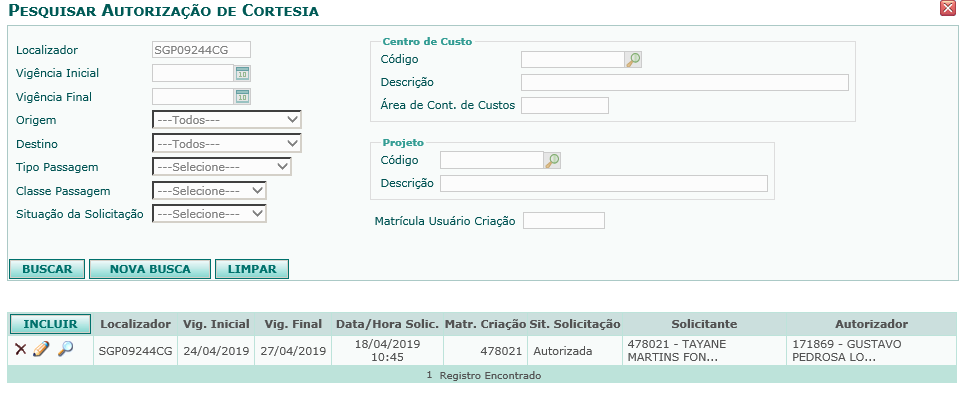 PESQUISAR AUTORIZAÇÃO DE CORTESIA
Localizador SGP09244CG
Vigência Inicial 10
Vigência Final 10
Origem ---Todos---
Destino ---Todos---
Tipo Passagem ---Selecione---
Classe Passagem ---Selecione---
Situação da Solicitação ---Selecione---
Centro de Custo
Código
Descrição
Área de Cont. de Custos
Projeto
Código
Descrição
Matrícula Usuário Criação
BUSCAR NOVA BUSCA LIMPAR
INCLUIR Localizador Vig. Inicial Vig. Final Data/Hora Solic. Matr. Criação Sit. Solicitação Solicitante Autorizador
SGP09244CG 24/04/2019 27/04/2019 18/04/2019 478021 Autorizada 478021 - TAYANE 171869 - GUSTAVO
10:45 MARTINS FON... PEDROSA LO...
1 Registro Encontrado